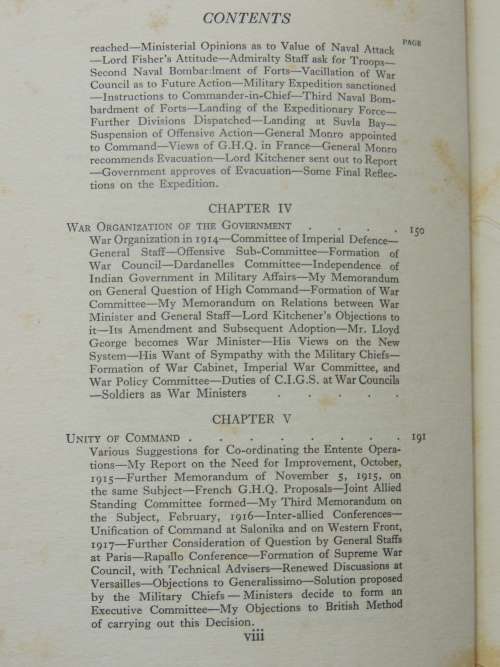 CONTENTS
PAGE
reached—Ministerial Opinions as to Value of Naval Attack
—Lord Fisher's Attitude—Admiralty Staff ask for Troops—
Second Naval Bombardment of Forts—Vacillation of War
Council as to Future Action—Military Expedition sanctioned
—Instructions to Commander-in-Chief—Third Naval Bom-
bardment of Forts—Landing of the Expeditionary Force—
Further Divisions Dispatched—Landing at Suvla Bay—
Suspension of Offensive Action—General Monro appointed
to Command—Views of G.H.Q. in France—General Monro
recommends Evacuation—Lord Kitchener sent out to Report
—Government approves of Evacuation—Some Final Reflec-
tions on the Expedition.
CHAPTER IV
WAR ORGANIZATION OF THE GOVERNMENT . . . . 150
War Organization in 1914—Committee of Imperial Defence—
General Staff—Offensive Sub-Committee—Formation of
War Council—Dardanelles Committee—Independence of
Indian Government in Military Affairs—My Memorandum
on General Question of High Command—Formation of War
Committee—My Memorandum on Relations between War
Minister and General Staff—Lord Kitchener's Objections to
it—Its Amendment and Subsequent Adoption—Mr. Lloyd
George becomes War Minister—His Views on the New
System—His Want of Sympathy with the Military Chiefs—
Formation of War Cabinet, Imperial War Committee, and
War Policy Committee—Duties of C.I.G.S. at War Councils
—Soldiers as War Ministers . . . . .
CHAPTER V
UNITY OF COMMAND . . . . . . . . 191
Various Suggestions for Co-ordinating the Entente Opera-
tions—My Report on the Need for Improvement, October,
1915—Further Memorandum of November 5, 1915, on
the same Subject—French G.H.Q. Proposals—Joint Allied
Standing Committee formed—My Third Memorandum on
the Subject, February, 1916—Inter-allied Conferences—
Unification of Command at Salonika and on Western Front,
1917—Further Consideration of Question by General Staffs
at Paris—Rapallo Conference—Formation of Supreme War
Council, with Technical Advisers—Renewed Discussions at
Versailles—Objections to Generalissimo—Solution proposed
by the Military Chiefs—Ministers decide to form an
Executive Committee—My Objections to British Method
of carrying out this Decision.
viii